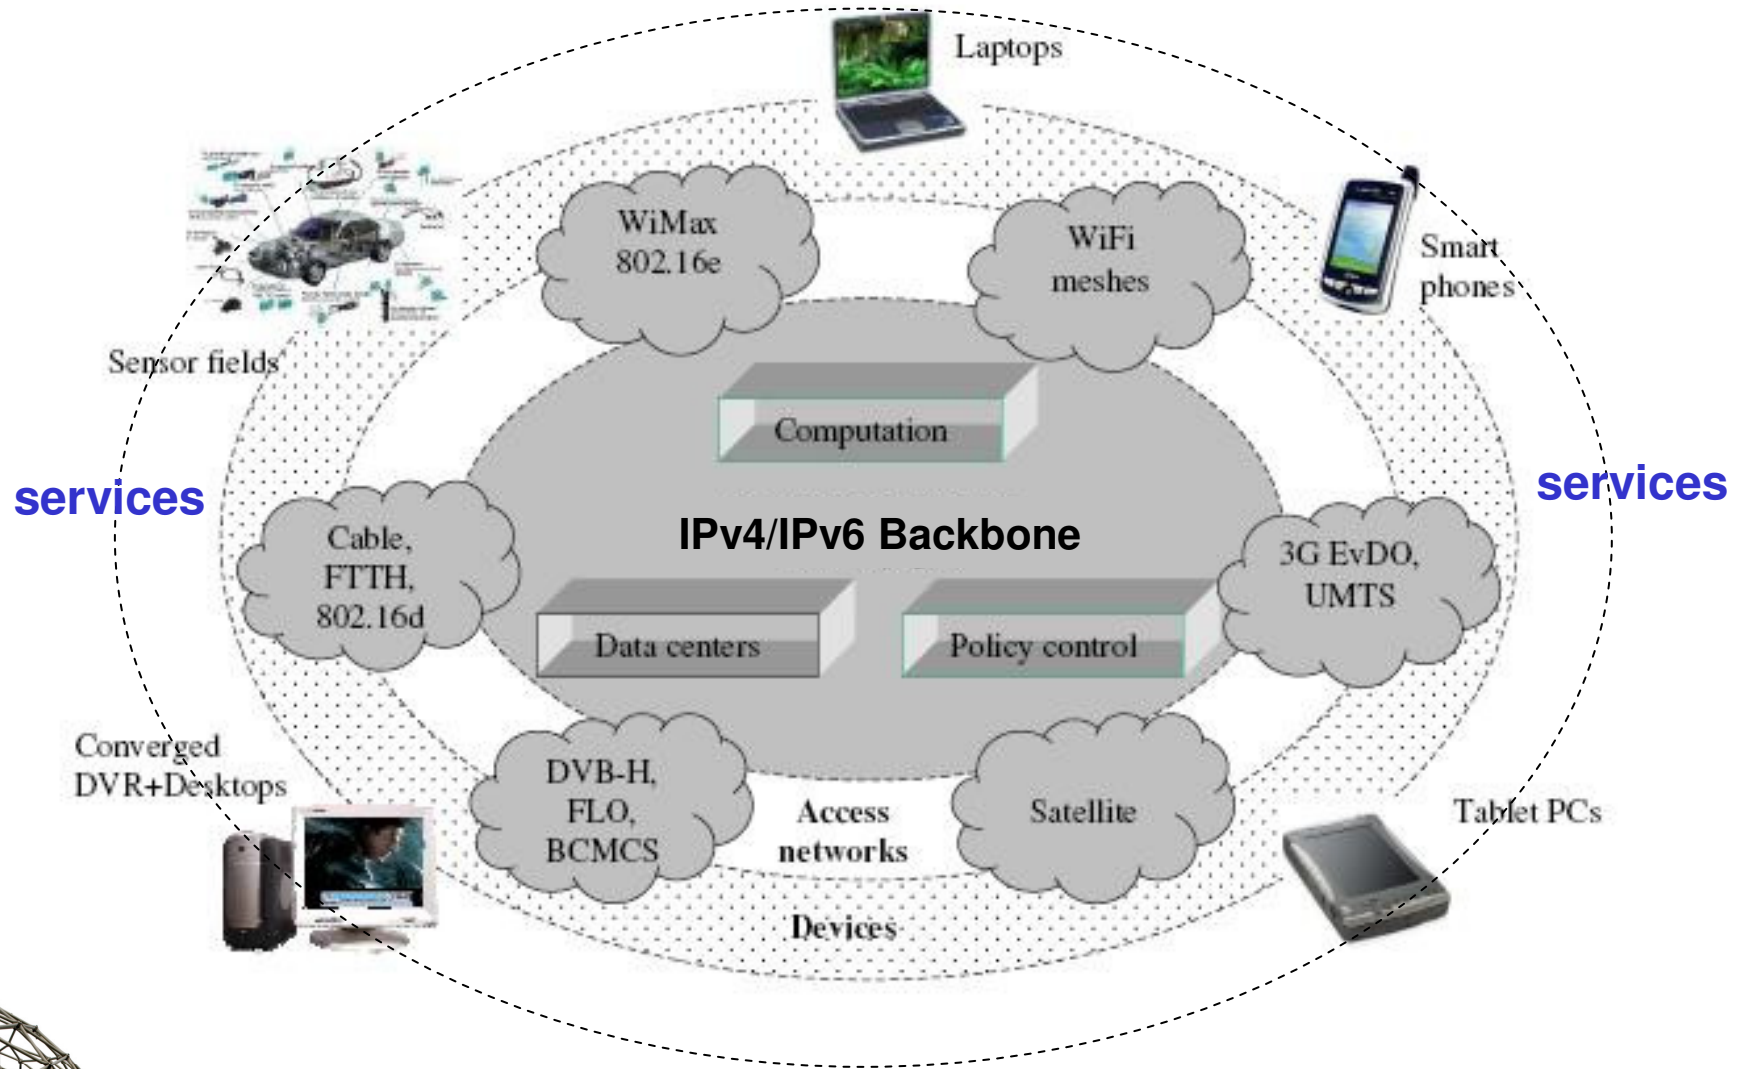 Laptops
WiMax
802.16e
WiFi
meshes
Smart
phones
Sensor fields
Computation
services
services
IPv4/IPv6 Backbone
Cable,
FTTH,
802.16d
3G EvDO,
UMTS
Data centers
Policy control
Converged
DVR+Desktops
DVB-H,
FLO,
BCMCS
Access
networks
Satellite
Tablet PCs
Devices